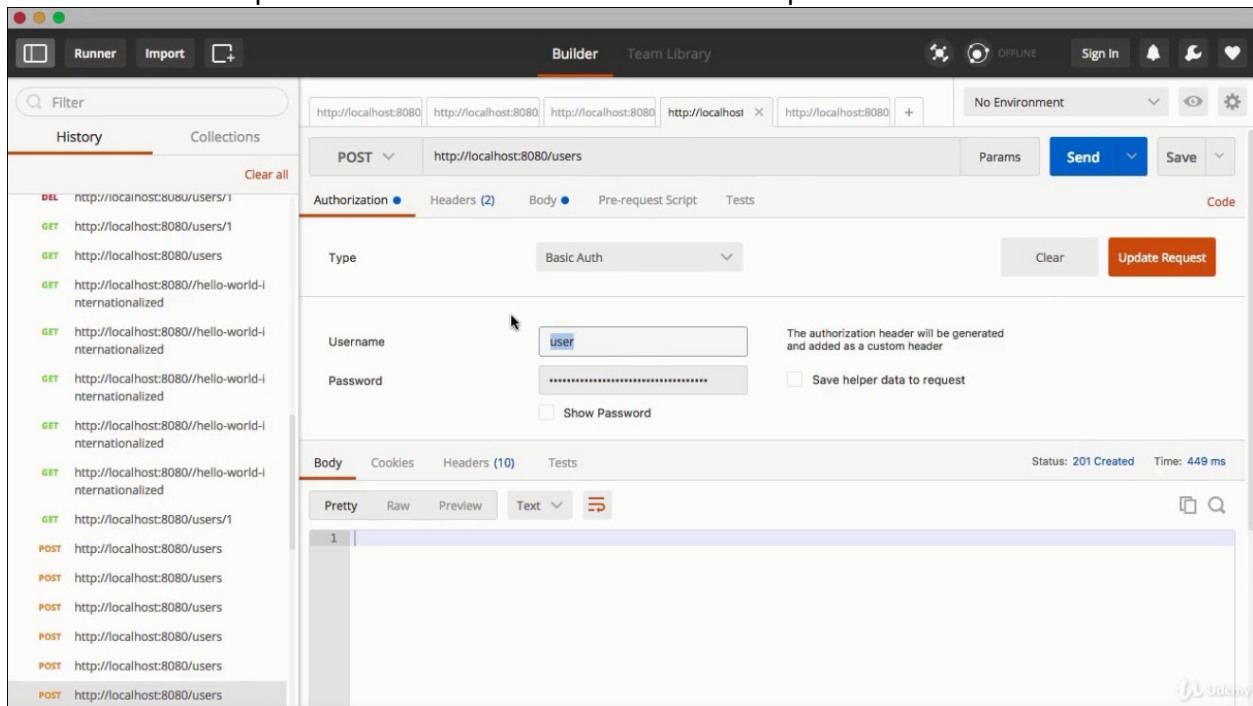 Runner Import Builder Team Library OFFLINE Sign In
Filter
History Collections
Clear all
DEL http://localhost:8080/users/1
GET http://localhost:8080/users/1
GET http://localhost:8080/users
GET http://localhost:8080//hello-world-i
nternationalized
GET http://localhost:8080//hello-world-i
nternationalized
GET http://localhost:8080//hello-world-i
nternationalized
GET http://localhost:8080//hello-world-i
nternationalized
GET http://localhost:8080//hello-world-i
nternationalized
GET http://localhost:8080/users/1
POST http://localhost:8080/users
POST http://localhost:8080/users
POST http://localhost:8080/users
POST http://localhost:8080/users
POST http://localhost:8080/users
POST http://localhost:8080/users
http://localhost:8080 http://localhost:8080 http://localhost:8080 http://localhost × http://localhost:8080 + No Environment
POST http://localhost:8080/users Params Send Save
Authorization Headers (2) Body Pre-request Script Tests Code
Type Basic Auth Clear Update Request
Username user The authorization header will be generated
and added as a custom header
Password •••••••••••••••••••••••••••••••••••• Save helper data to request
Show Password
Body Cookies Headers (10) Tests Status: 201 Created Time: 449 ms
Pretty Raw Preview Text
1
Udemy